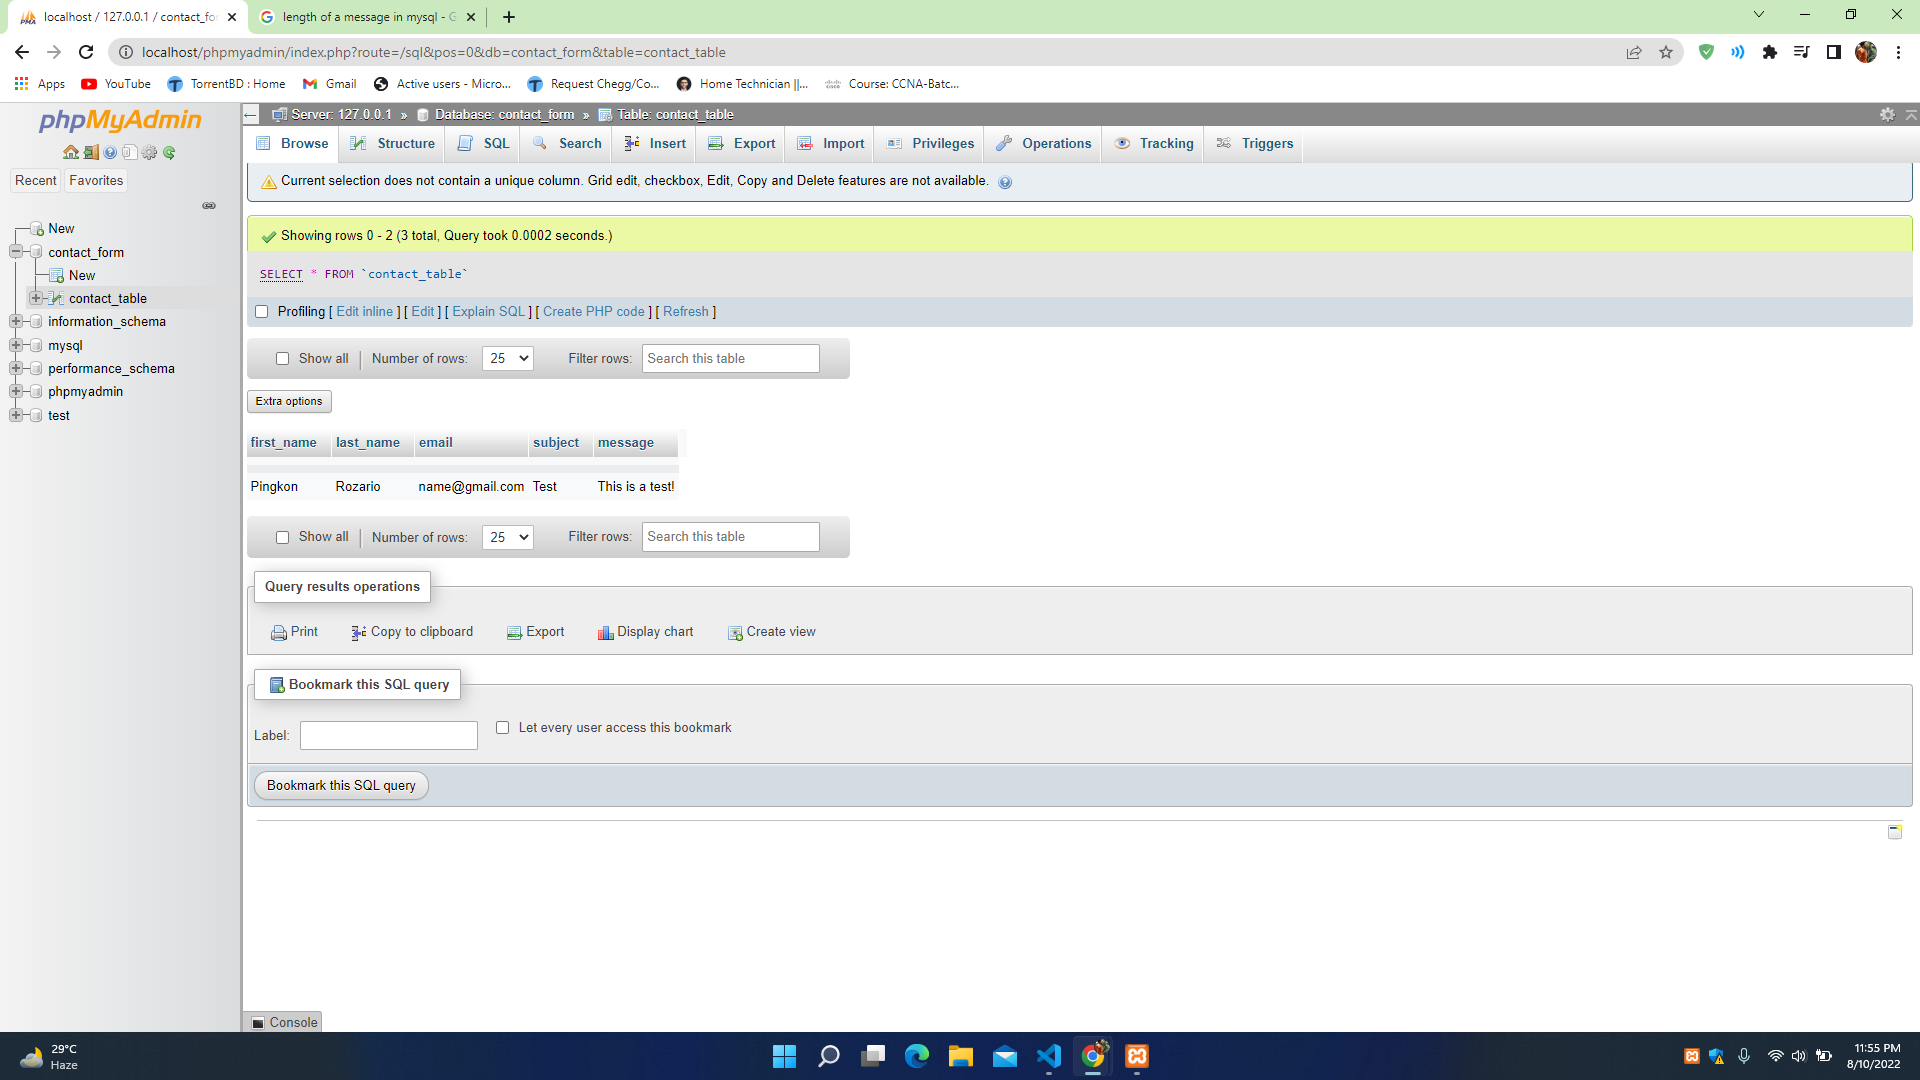 localhost / 127.0.0.1 / contact_fo
length of a message in mysql - G
localhost/phpmyadmin/index.php?route=/sql&pos=0&db=contact_form&table=contact_table
Apps
YouTube
TorrentBD : Home
Gmail
Active users - Micro...
Request Chegg/Co...
Home Technician ||...
Course: CCNA-Batc...
phpMyAdmin
Recent
Favorites
New
contact_form
New
contact_table
information_schema
mysql
performance_schema
phpmyadmin
test
Server: 127.0.0.1 » Database: contact_form » Table: contact_table
Browse
Structure
SQL
Search
Insert
Export
Import
Privileges
Operations
Tracking
Triggers
Current selection does not contain a unique column. Grid edit, checkbox, Edit, Copy and Delete features are not available.
Showing rows 0 - 2 (3 total, Query took 0.0002 seconds.)
SELECT * FROM `contact_table`
Profiling [ Edit inline ] [ Edit ] [ Explain SQL ] [ Create PHP code ] [ Refresh ]
Show all | Number of rows: 25 Filter rows: Search this table
Extra options
first_name last_name email subject message
Pingkon Rozario name@gmail.com Test This is a test!
Show all | Number of rows: 25 Filter rows: Search this table
Query results operations
Print
Copy to clipboard
Export
Display chart
Create view
Bookmark this SQL query
Label:
Let every user access this bookmark
Bookmark this SQL query
Console
29°C
Haze
11:55 PM
8/10/2022